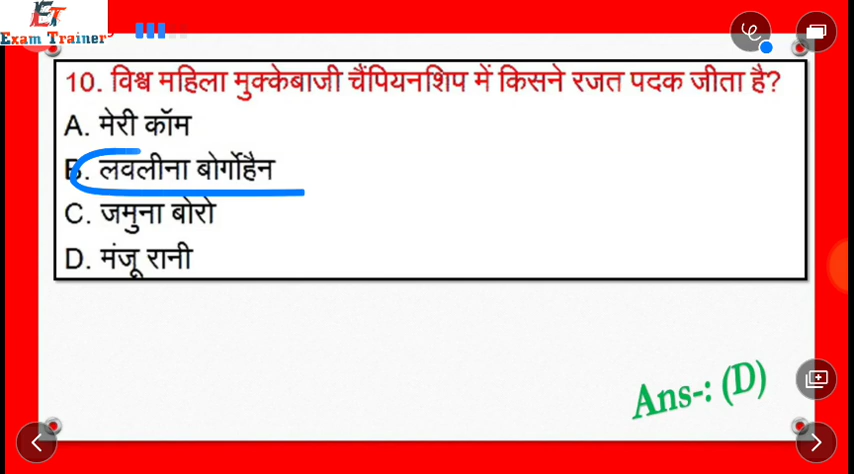 ET
Exam Trainer
10. विश्व महिला मुक्केबाजी चैंपियनशिप में किसने रजत पदक जीता है?
A. मेरी कॉम
B. लवलीना बोर्गोहैन
C. जमुना बोरो
D. मंजू रानी
Ans-: (D)